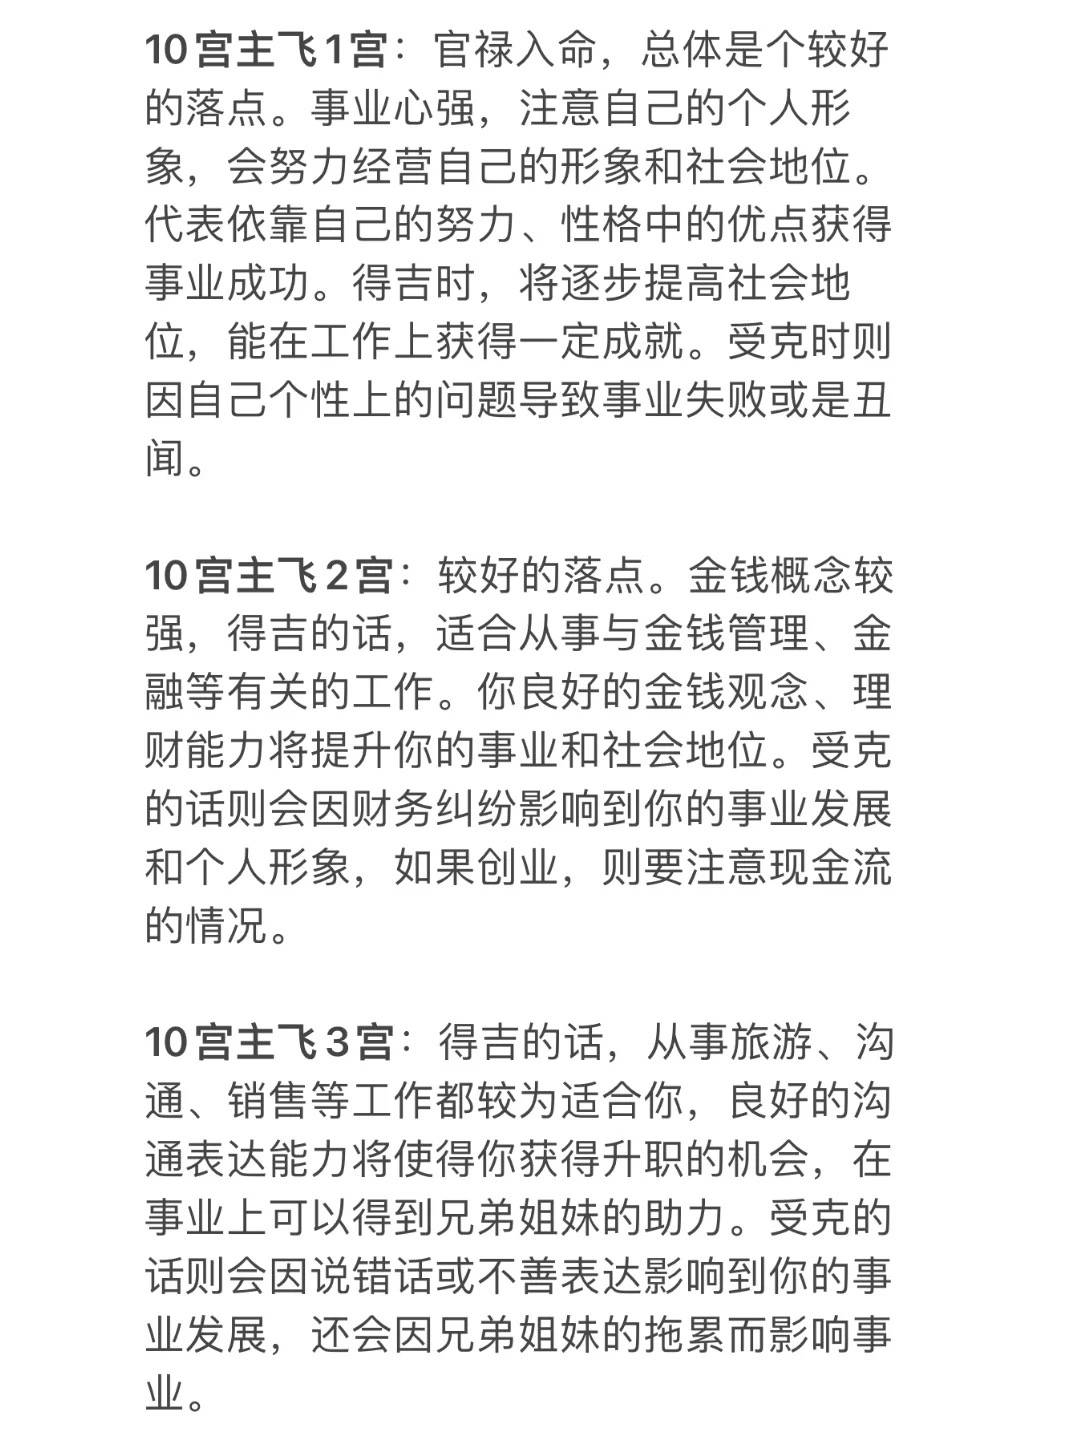 10宫主飞1宫：官禄入命，总体是个较好
的落点。事业心强，注意自己的个人形
象，会努力经营自己的形象和社会地位。
代表依靠自己的努力、性格中的优点获得
事业成功。得吉时，将逐步提高社会地
位，能在工作上获得一定成就。受克时则
因自己个性上的问题导致事业失败或是丑
闻。
10宫主飞2宫：较好的落点。金钱概念较
强，得吉的话，适合从事与金钱管理、金
融等有关的工作。你良好的金钱观念、理
财能力将提升你的事业和社会地位。受克
的话则会因财务纠纷影响到你的事业发展
和个人形象，如果创业，则要注意现金流
的情况。
10宫主飞3宫：得吉的话，从事旅游、沟
通、销售等工作都较为适合你，良好的沟
通表达能力将使得你获得升职的机会，在
事业上可以得到兄弟姐妹的助力。受克的
话则会因说错话或不善表达影响到你的事
业发展，还会因兄弟姐妹的拖累而影响事
业。